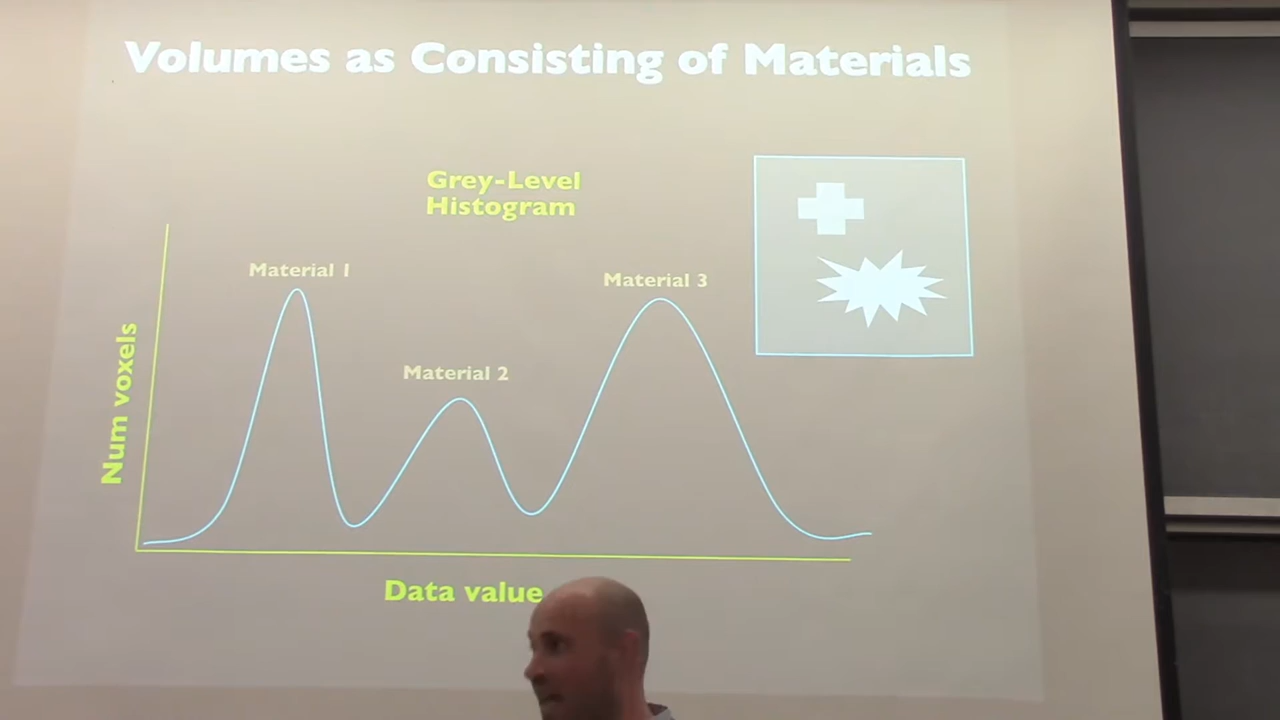 Volumes as Consisting of Materials
Grey-Level
Histogram
Material 1
Material 3
Material 2
Num voxels
Data value